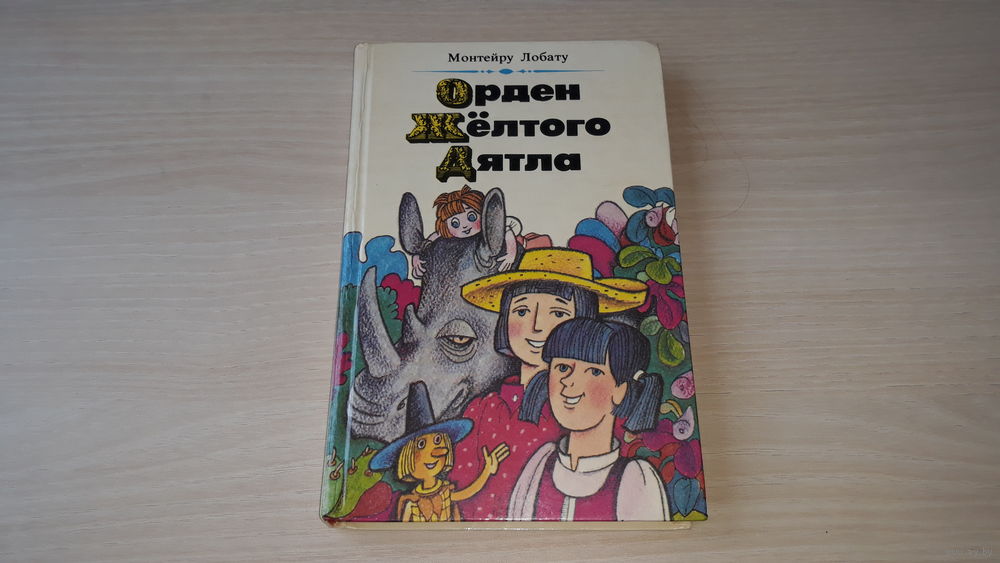 Монтейру Лобату
Орден
Жёлтого
Дятла